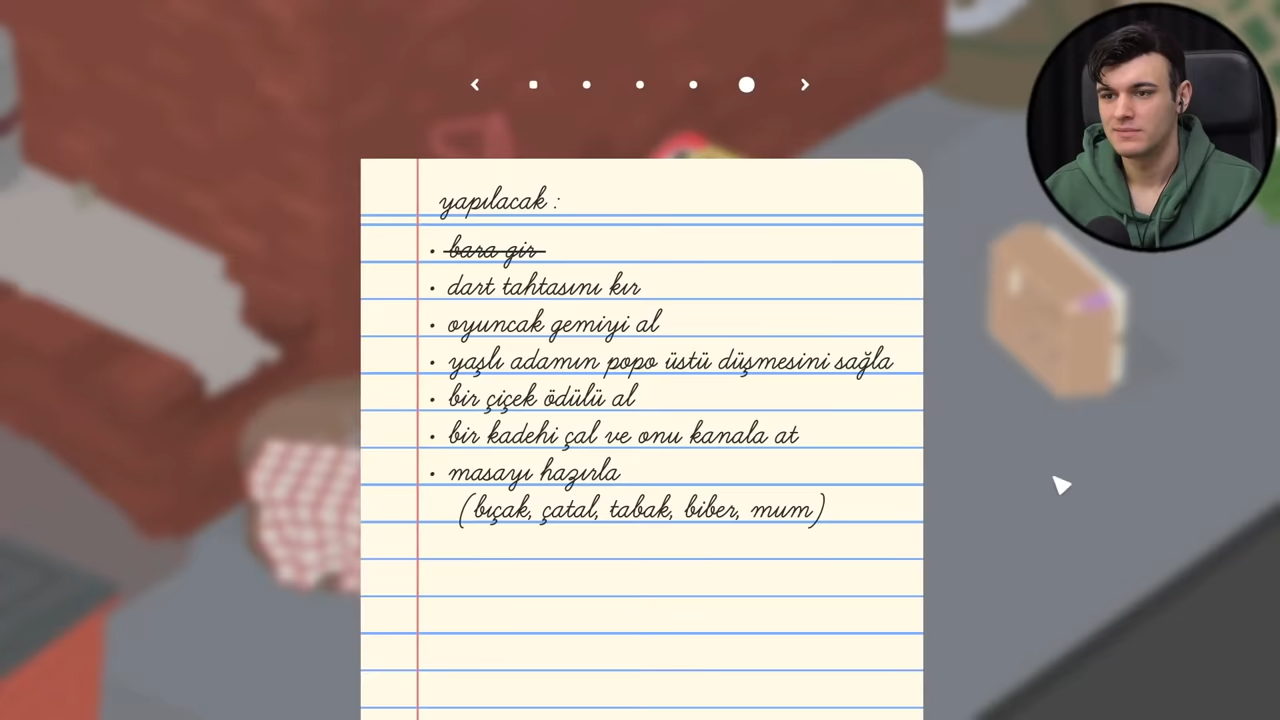 yapılacak :
• bara gir
• dart tahtasını kır
• oyuncak gemiyi al
• yaşlı adamın popo üstü düşmesini sağla
• bir çiçek ödülü al
• bir kadehi çal ve onu kanala at
• masayı hazırla
(bıçak, çatal, tabak, biber, mum)